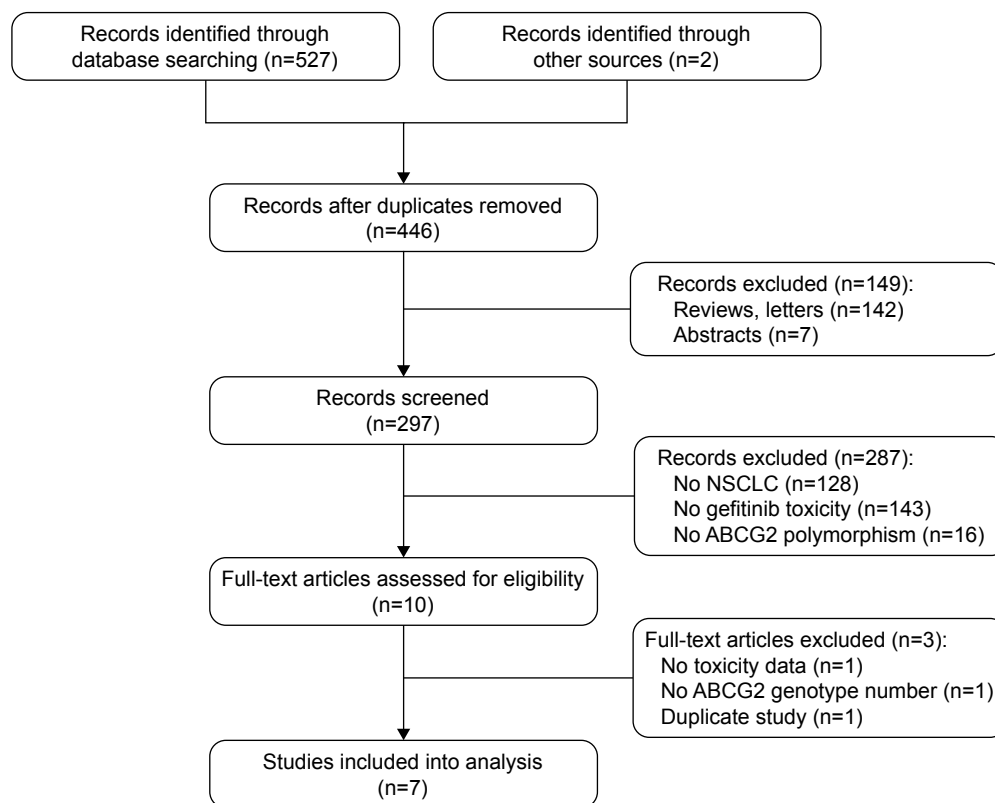 Records identified through
database searching (n=527)
Records identified through
other sources (n=2)
Records after duplicates removed
(n=446)
Records excluded (n=149):
Reviews, letters (n=142)
Abstracts (n=7)
Records screened
(n=297)
Records excluded (n=287):
No NSCLC (n=128)
No gefitinib toxicity (n=143)
No ABCG2 polymorphism (n=16)
Full-text articles assessed for eligibility
(n=10)
Full-text articles excluded (n=3):
No toxicity data (n=1)
No ABCG2 genotype number (n=1)
Duplicate study (n=1)
Studies included into analysis
(n=7)